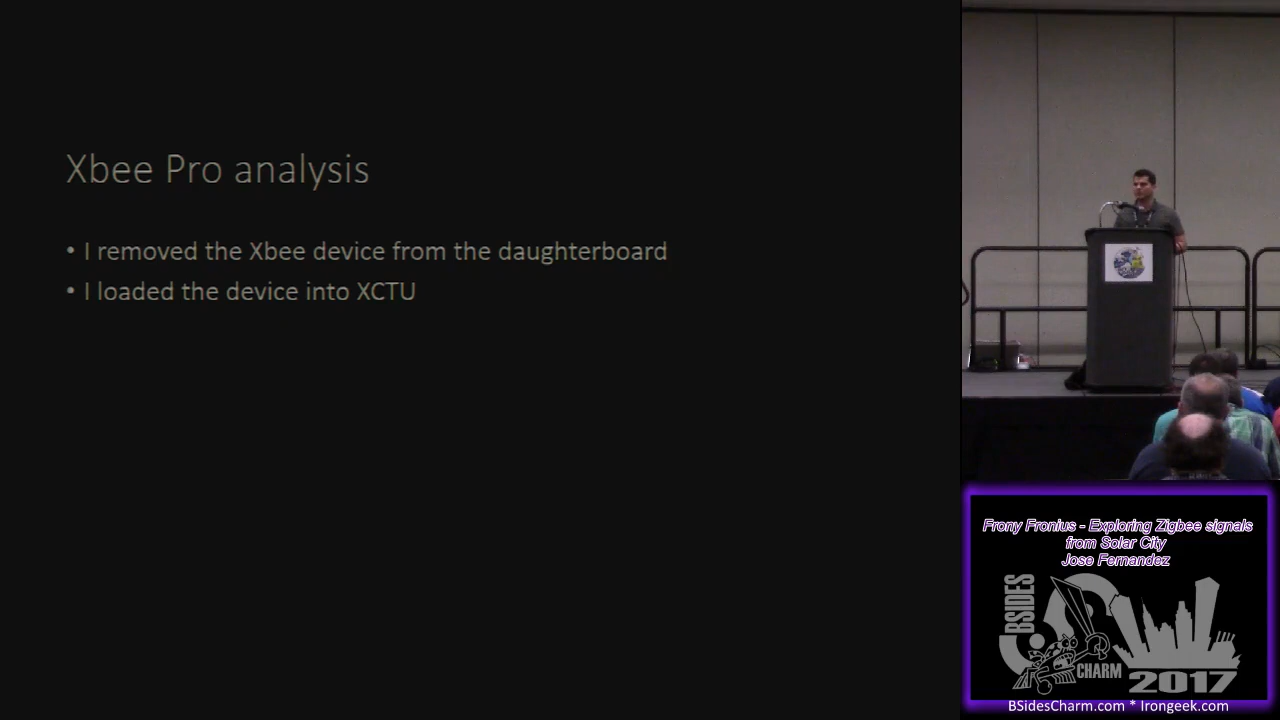 Xbee Pro analysis
• I removed the Xbee device from the daughterboard
• I loaded the device into XCTU
Frony Fronius - Exploring Zigbee signals
from Solar City
Jose Fernandez
BSIDES
CHARM
2017
BSidesCharm.com * Irongeek.com